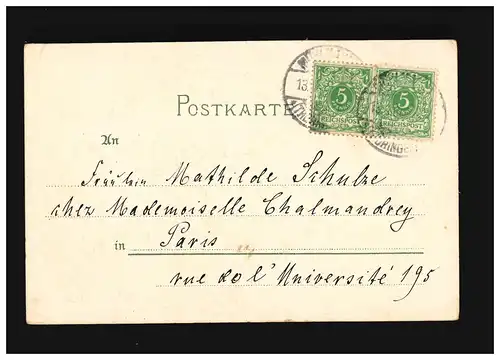 POSTKARTE
5
REICHSPOST
5
REICHSPOST
An
Fräulein Mathilde Schulze
chez Mademoiselle Chalmandrey
in Paris
rue de l'Université 195